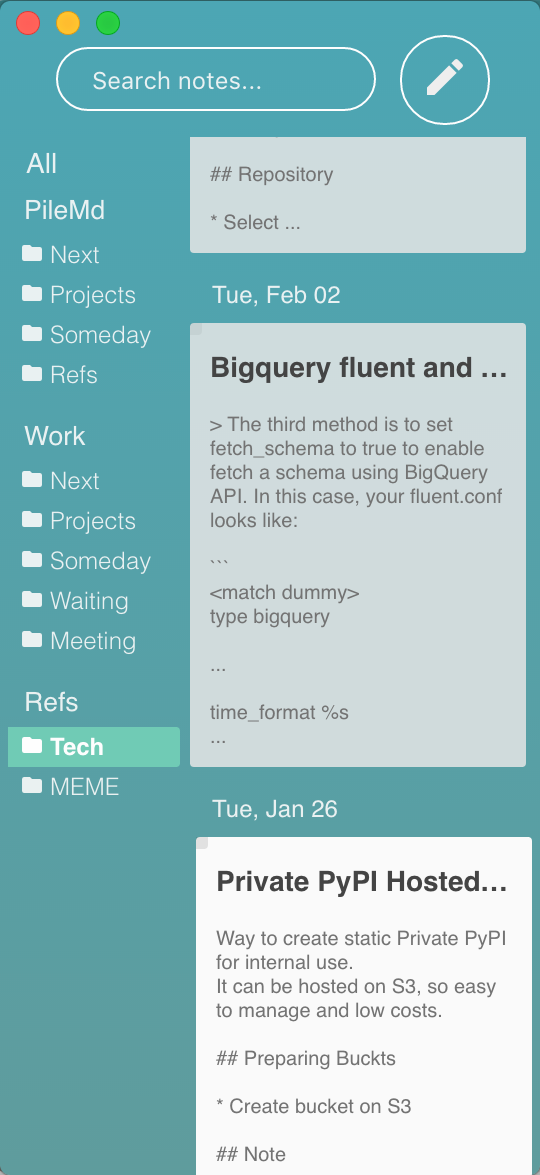 Search notes...
All
PileMd
Next
Projects
Someday
Refs
Work
Next
Projects
Someday
Waiting
Meeting
Refs
Tech
MEME
## Repository
* Select ...
Tue, Feb 02
Bigquery fluent and ...
> The third method is to set
fetch_schema to true to enable
fetch a schema using BigQuery
API. In this case, your fluent.conf
looks like:
```
<match dummy>
type bigquery
...
time_format %s
...
Tue, Jan 26
Private PyPI Hosted...
Way to create static Private PyPI
for internal use.
It can be hosted on S3, so easy
to manage and low costs.
## Preparing Buckts
* Create bucket on S3
## Note